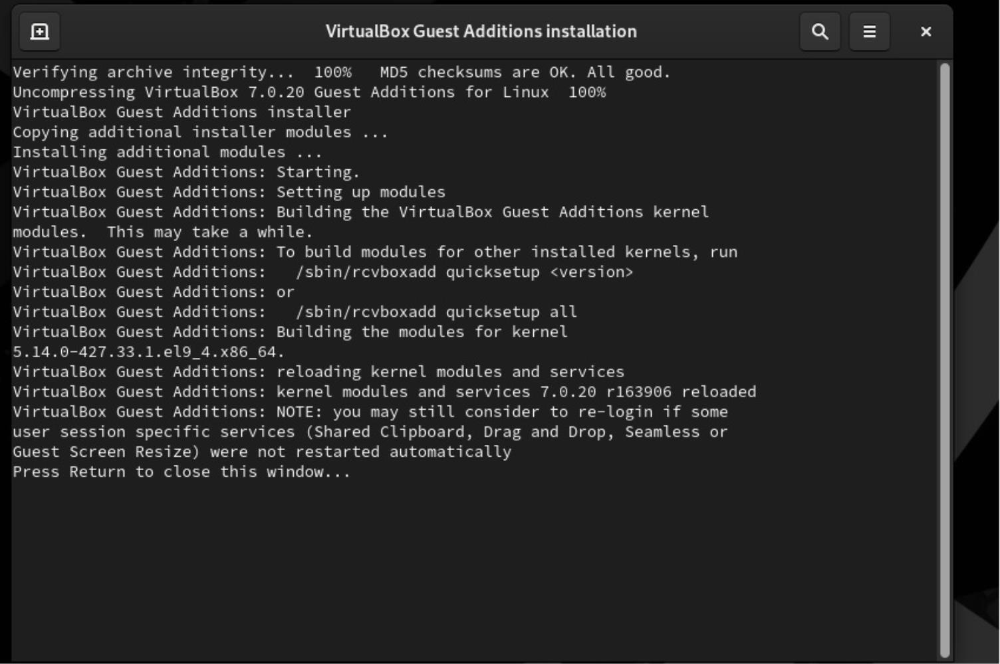 VirtualBox Guest Additions installation
Verifying archive integrity...  100%   MD5 checksums are OK. All good.
Uncompressing VirtualBox 7.0.20 Guest Additions for Linux  100%
VirtualBox Guest Additions installer
Copying additional installer modules ...
Installing additional modules ...
VirtualBox Guest Additions: Starting.
VirtualBox Guest Additions: Setting up modules
VirtualBox Guest Additions: Building the VirtualBox Guest Additions kernel
modules.  This may take a while.
VirtualBox Guest Additions: To build modules for other installed kernels, run
VirtualBox Guest Additions:   /sbin/rcvboxadd quicksetup <version>
VirtualBox Guest Additions: or
VirtualBox Guest Additions:   /sbin/rcvboxadd quicksetup all
VirtualBox Guest Additions: Building the modules for kernel
5.14.0-427.33.1.el9_4.x86_64.
VirtualBox Guest Additions: reloading kernel modules and services
VirtualBox Guest Additions: kernel modules and services 7.0.20 r163906 reloaded
VirtualBox Guest Additions: NOTE: you may still consider to re-login if some
user session specific services (Shared Clipboard, Drag and Drop, Seamless or
Guest Screen Resize) were not restarted automatically
Press Return to close this window...